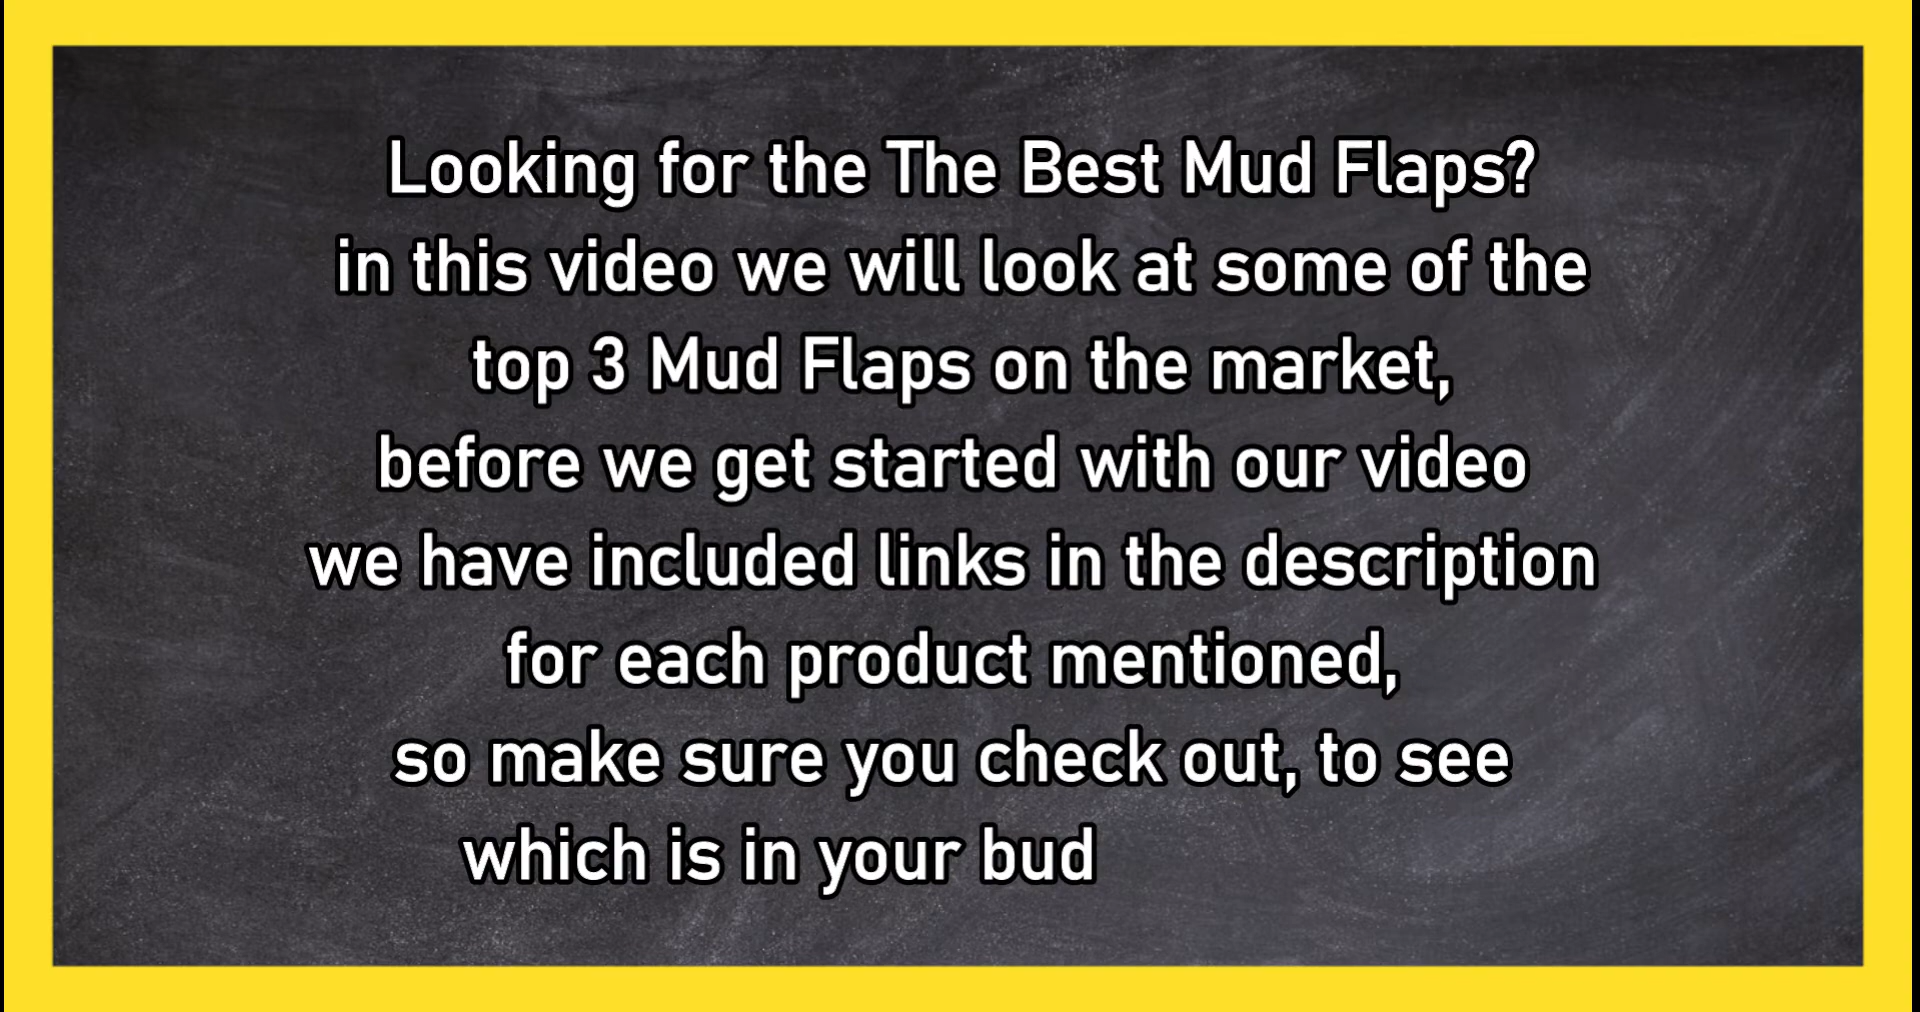 Looking for the The Best Mud Flaps?
in this video we will look at some of the
top 3 Mud Flaps on the market,
before we get started with our video
we have included links in the description
for each product mentioned,
so make sure you check out, to see
which is in your bud